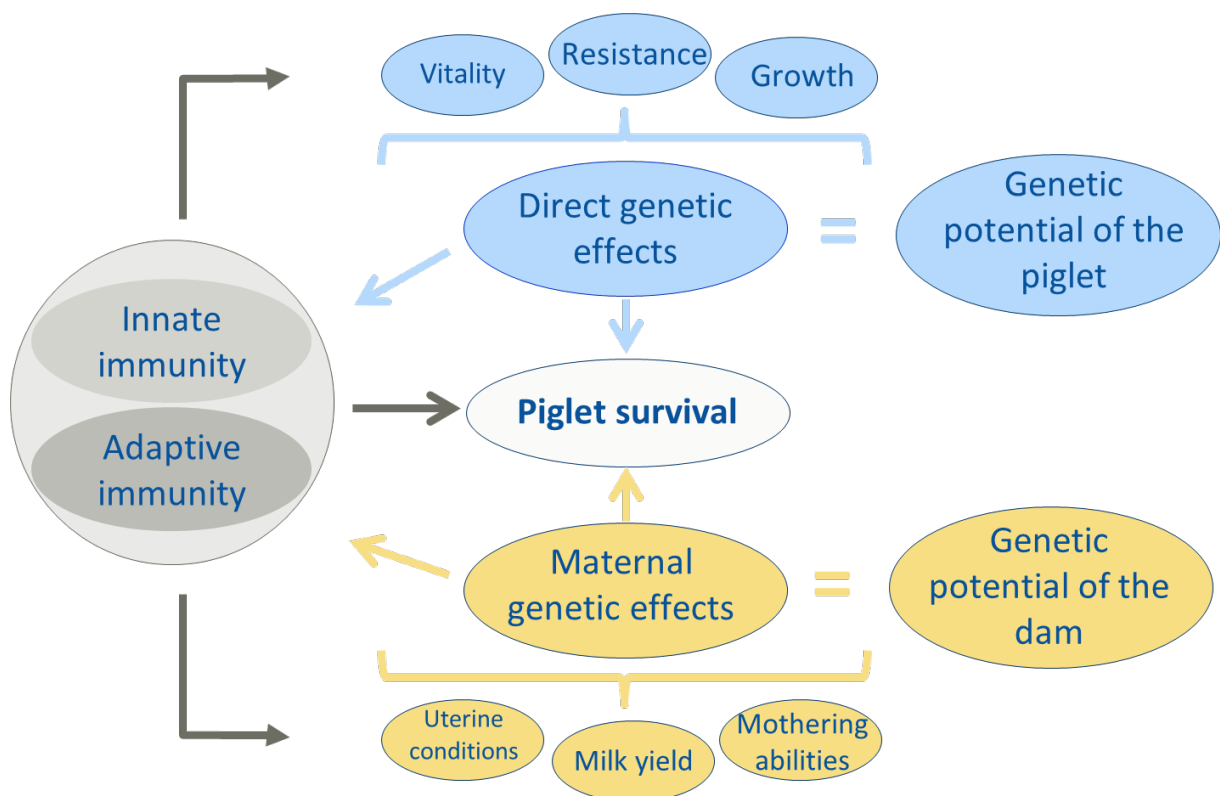 Vitality
Resistance
Growth
Direct genetic
effects
=
Genetic
potential of the
piglet
Innate
immunity
Adaptive
immunity
Piglet survival
Maternal
genetic effects
=
Genetic
potential of the
dam
Uterine
conditions
Milk yield
Mothering
abilities